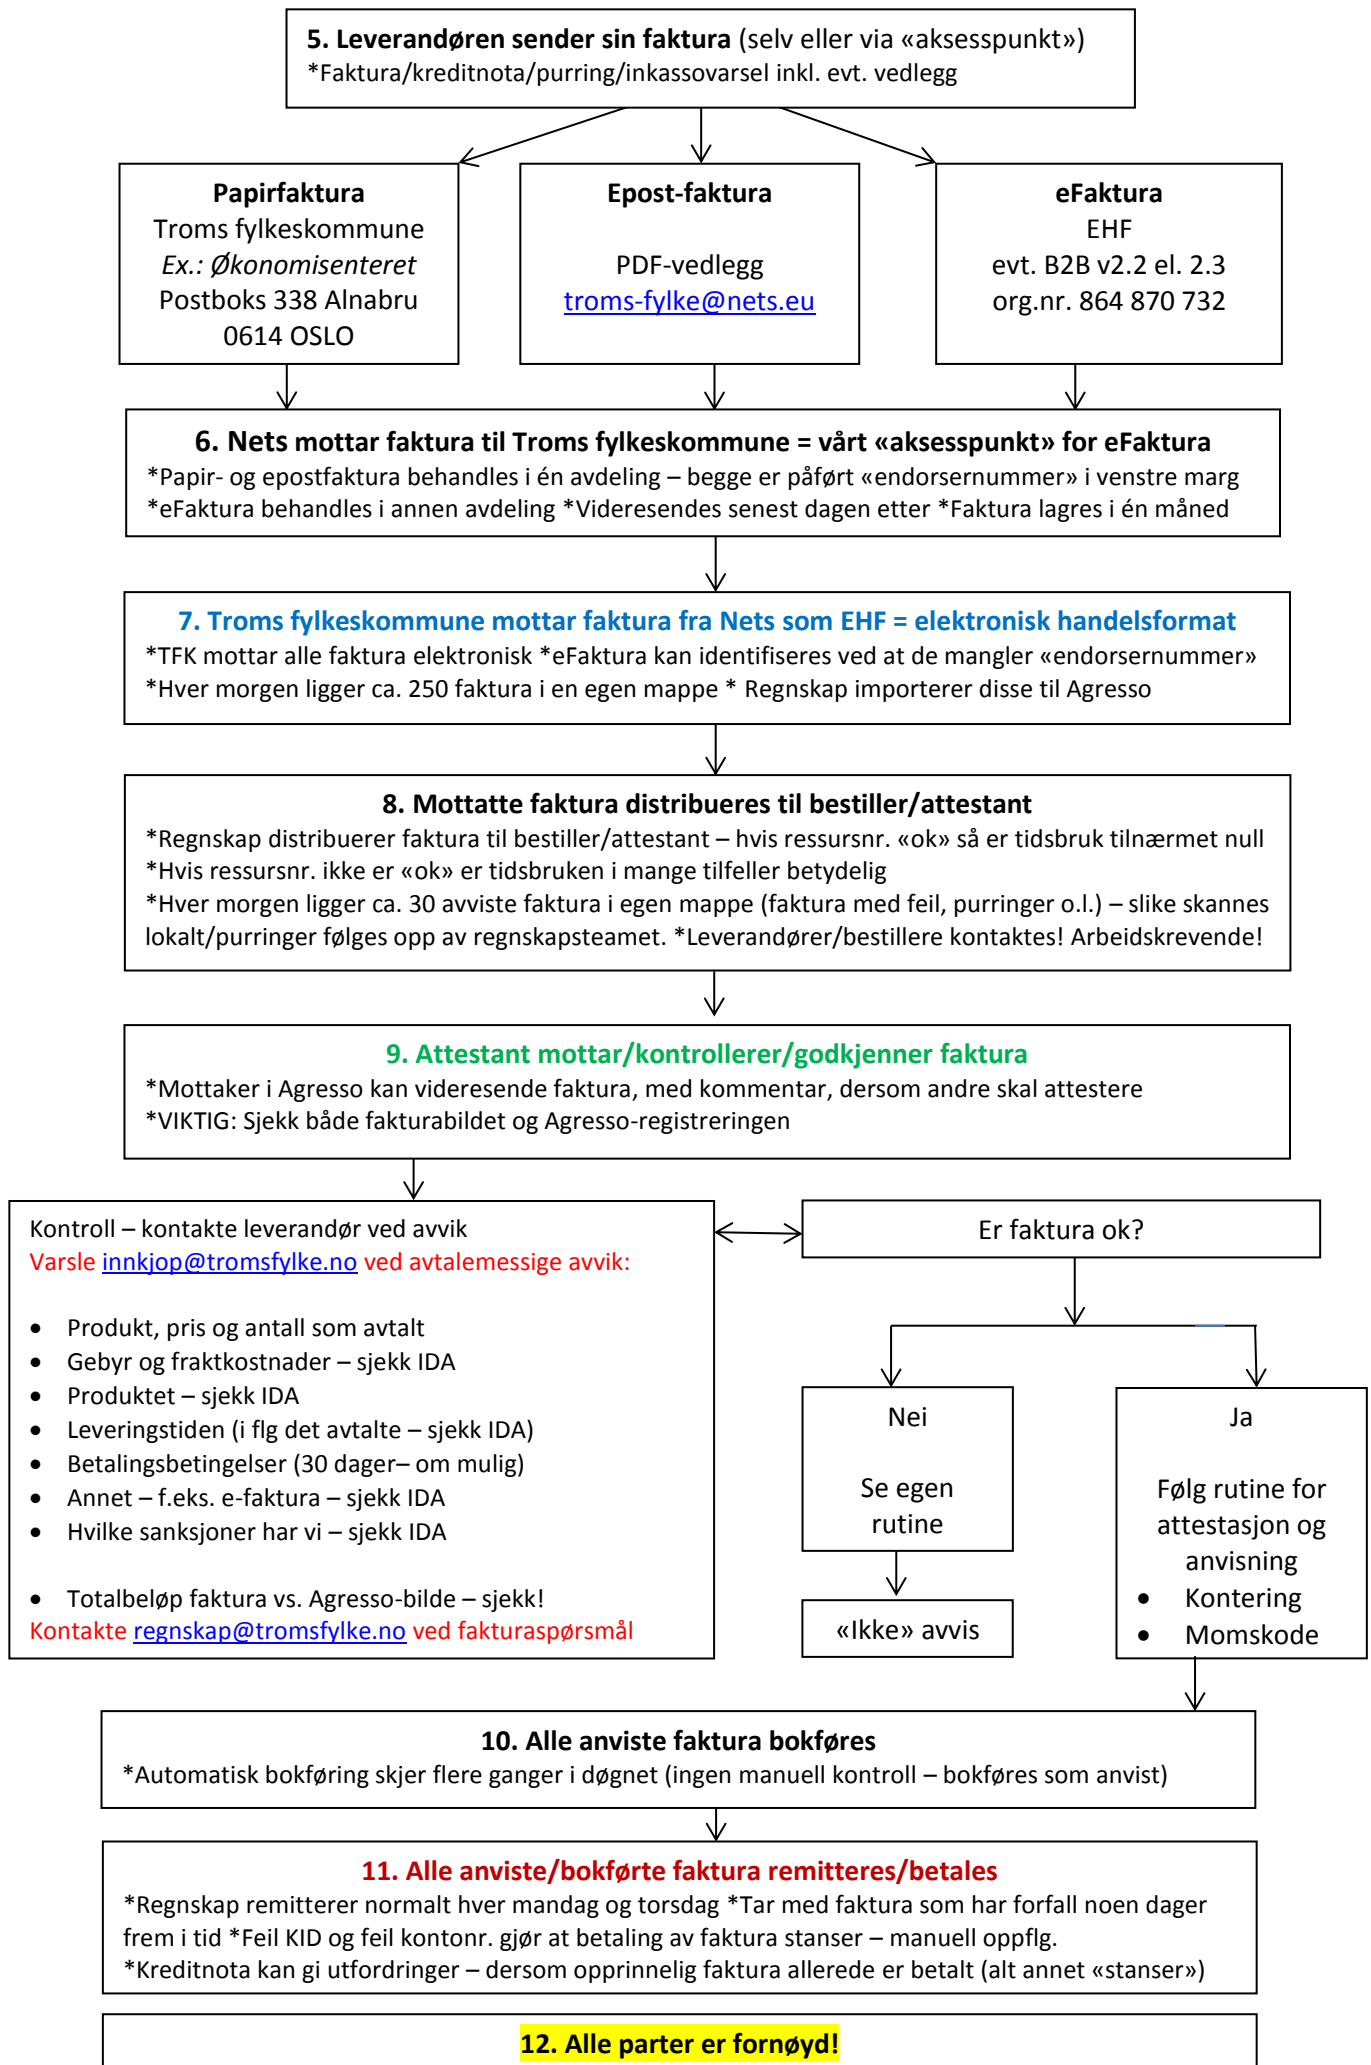 5. Leverandøren sender sin faktura (selv eller via «aksesspunkt»)
*Faktura/kreditnota/purring/inkassovarsel inkl. evt. vedlegg
Papirfaktura
Troms fylkeskommune
Ex.: Økonomisenteret
Postboks 338 Alnabru
0614 OSLO
Epost-faktura
PDF-vedlegg
troms-fylke@nets.eu
eFaktura
EHF
evt. B2B v2.2 el. 2.3
org.nr. 864 870 732
6. Nets mottar faktura til Troms fylkeskommune = vårt «aksesspunkt» for eFaktura
*Papir- og epostfaktura behandles i én avdeling – begge er påført «endorsernummer» i venstre marg
*eFaktura behandles i annen avdeling *Videresendes senest dagen etter *Faktura lagres i én måned
7. Troms fylkeskommune mottar faktura fra Nets som EHF = elektronisk handelsformat
*TFK mottar alle faktura elektronisk *eFaktura kan identifiseres ved at de mangler «endorsernummer»
*Hver morgen ligger ca. 250 faktura i en egen mappe * Regnskap importerer disse til Agresso
8. Mottatte faktura distribueres til bestiller/attestant
*Regnskap distribuerer faktura til bestiller/attestant – hvis ressursnr. «ok» så er tidsbruk tilnærmet null
*Hvis ressursnr. ikke er «ok» er tidsbruken i mange tilfeller betydelig
*Hver morgen ligger ca. 30 avviste faktura i egen mappe (faktura med feil, purringer o.l.) – slike skannes
lokalt/purringer følges opp av regnskapsteamet. *Leverandører/bestillere kontaktes! Arbeidskrevende!
9. Attestant mottar/kontrollerer/godkjenner faktura
*Mottaker i Agresso kan videresende faktura, med kommentar, dersom andre skal attestere
*VIKTIG: Sjekk både fakturabildet og Agresso-registreringen
Kontroll – kontakte leverandør ved avvik
Varsle innkjop@tromsfylke.no ved avtalemessige avvik:
• Produkt, pris og antall som avtalt
• Gebyr og fraktkostnader – sjekk IDA
• Produktet – sjekk IDA
• Leveringstiden (i flg det avtalte – sjekk IDA)
• Betalingsbetingelser (30 dager– om mulig)
• Annet – f.eks. e-faktura – sjekk IDA
• Hvilke sanksjoner har vi – sjekk IDA
• Totalbeløp faktura vs. Agresso-bilde – sjekk!
Kontakte regnskap@tromsfylke.no ved fakturaspørsmål
Er faktura ok?
Nei
Se egen
rutine
«Ikke» avvis
Ja
Følg rutine for
attestasjon og
anvisning
• Kontering
• Momskode
10. Alle anviste faktura bokføres
*Automatisk bokføring skjer flere ganger i døgnet (ingen manuell kontroll – bokføres som anvist)
11. Alle anviste/bokførte faktura remitteres/betales
*Regnskap remitterer normalt hver mandag og torsdag *Tar med faktura som har forfall noen dager
frem i tid *Feil KID og feil kontonr. gjør at betaling av faktura stanser – manuell oppflg.
*Kreditnota kan gi utfordringer – dersom opprinnelig faktura allerede er betalt (alt annet «stanser»)
12. Alle parter er fornøyd!